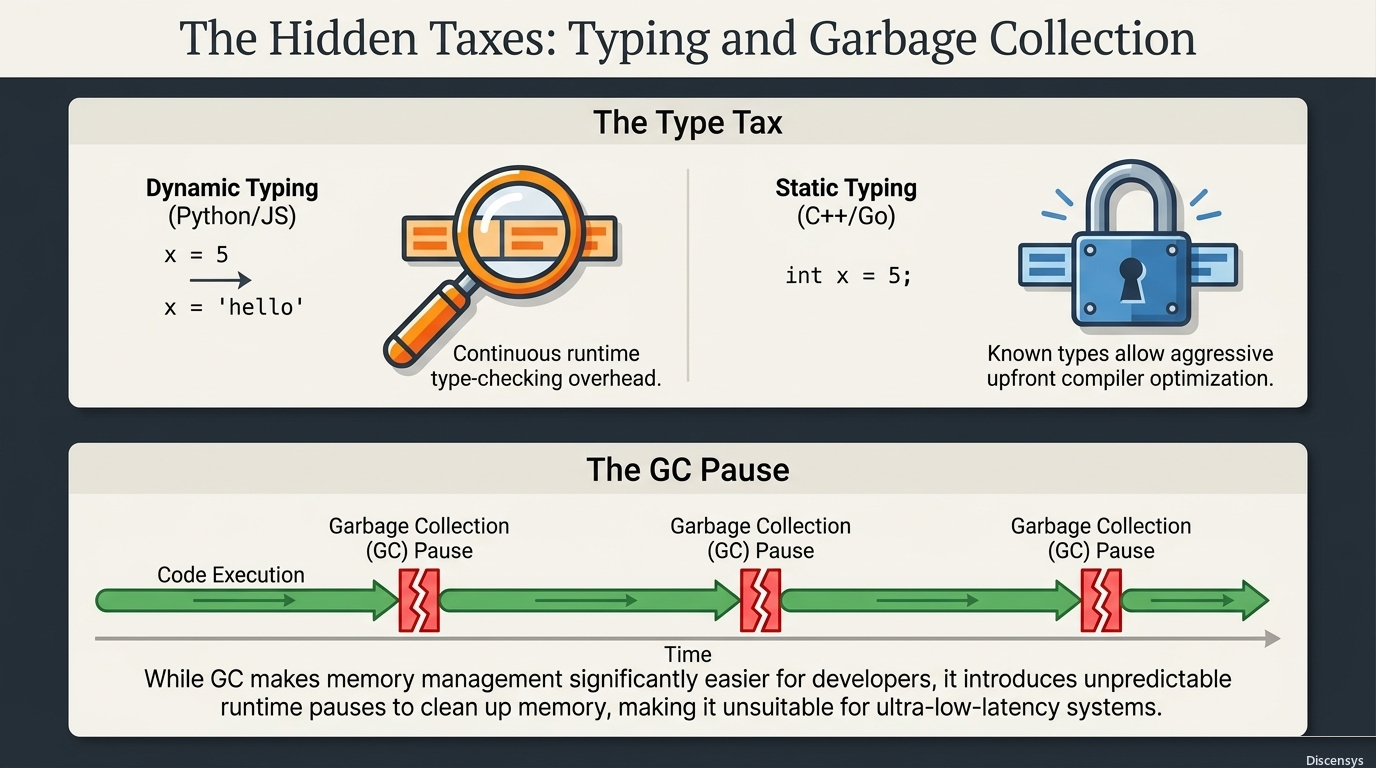 The Hidden Taxes: Typing and Garbage Collection
The Type Tax
Dynamic Typing
(Python/JS)
x = 5
x = 'hello'
Continuous runtime
type-checking overhead.
Static Typing
(C++/Go)
int x = 5;
Known types allow aggressive
upfront compiler optimization.
The GC Pause
Code Execution
Garbage Collection
(GC) Pause
Garbage Collection
(GC) Pause
Garbage Collection
(GC) Pause
Time
While GC makes memory management significantly easier for developers, it introduces unpredictable
runtime pauses to clean up memory, making it unsuitable for ultra-low-latency systems.
Discensys